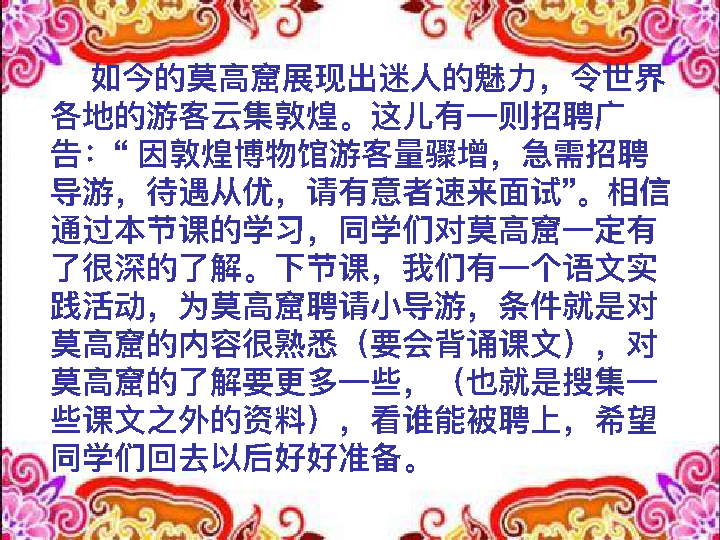 如今的莫高窟展现出迷人的魅力，令世界
各地的游客云集敦煌。这儿有一则招聘广
告：“ 因敦煌博物馆游客量骤增，急需招聘
导游，待遇从优，请有意者速来面试”。相信
通过本节课的学习，同学们对莫高窟一定有
了很深的了解。下节课，我们有一个语文实
践活动，为莫高窟聘请小导游，条件就是对
莫高窟的内容很熟悉（要会背诵课文），对
莫高窟的了解要更多一些，（也就是搜集一
些课文之外的资料），看谁能被聘上，希望
同学们回去以后好好准备。